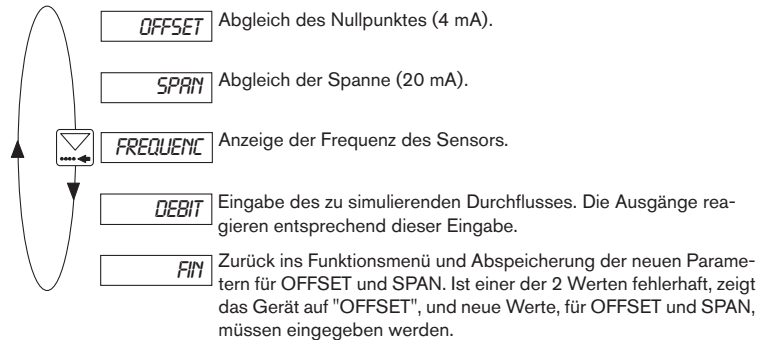 OFFSET Abgleich des Nullpunktes (4 mA).
SPAN Abgleich der Spanne (20 mA).
FREQUENC Anzeige der Frequenz des Sensors.
DEBIT Eingabe des zu simulierenden Durchflusses. Die Ausgänge rea-
gieren entsprechend dieser Eingabe.
FIN Zurück ins Funktionsmenü und Abspeicherung der neuen Parame-
tern für OFFSET und SPAN. Ist einer der 2 Werten fehlerhaft, zeigt
das Gerät auf "OFFSET", und neue Werte, für OFFSET und SPAN,
müssen eingegeben werden.